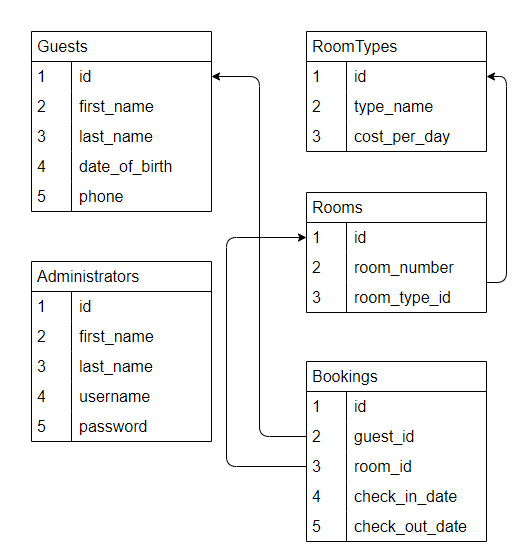 Guests
1 id
2 first_name
3 last_name
4 date_of_birth
5 phone
RoomTypes
1 id
2 type_name
3 cost_per_day
Rooms
1 id
2 room_number
3 room_type_id
Administrators
1 id
2 first_name
3 last_name
4 username
5 password
Bookings
1 id
2 guest_id
3 room_id
4 check_in_date
5 check_out_date